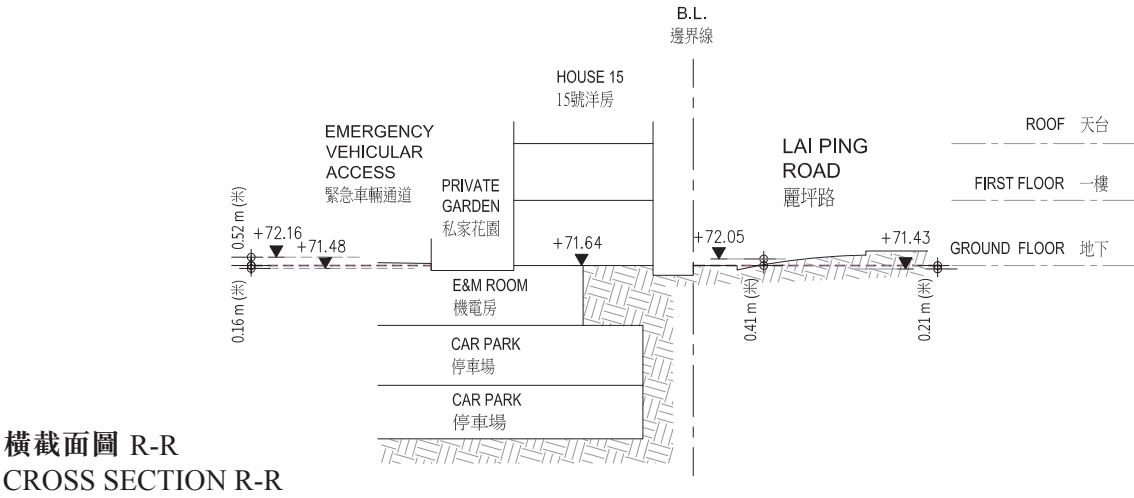 B.L.
邊界線
HOUSE 15
15號洋房
EMERGENCY
VEHICULAR
ACCESS
緊急車輛通道
PRIVATE
GARDEN
私家花園
LAI PING
ROAD
麗坪路
ROOF 天台
FIRST FLOOR 一樓
GROUND FLOOR 地下
0.52 m (米)
+72.16
+71.48
+71.64
+72.05
+71.43
0.16 m (米)
0.41 m (米)
0.21 m (米)
E&M ROOM
機電房
CAR PARK
停車場
CAR PARK
停車場
橫截面圖 R-R
CROSS SECTION R-R